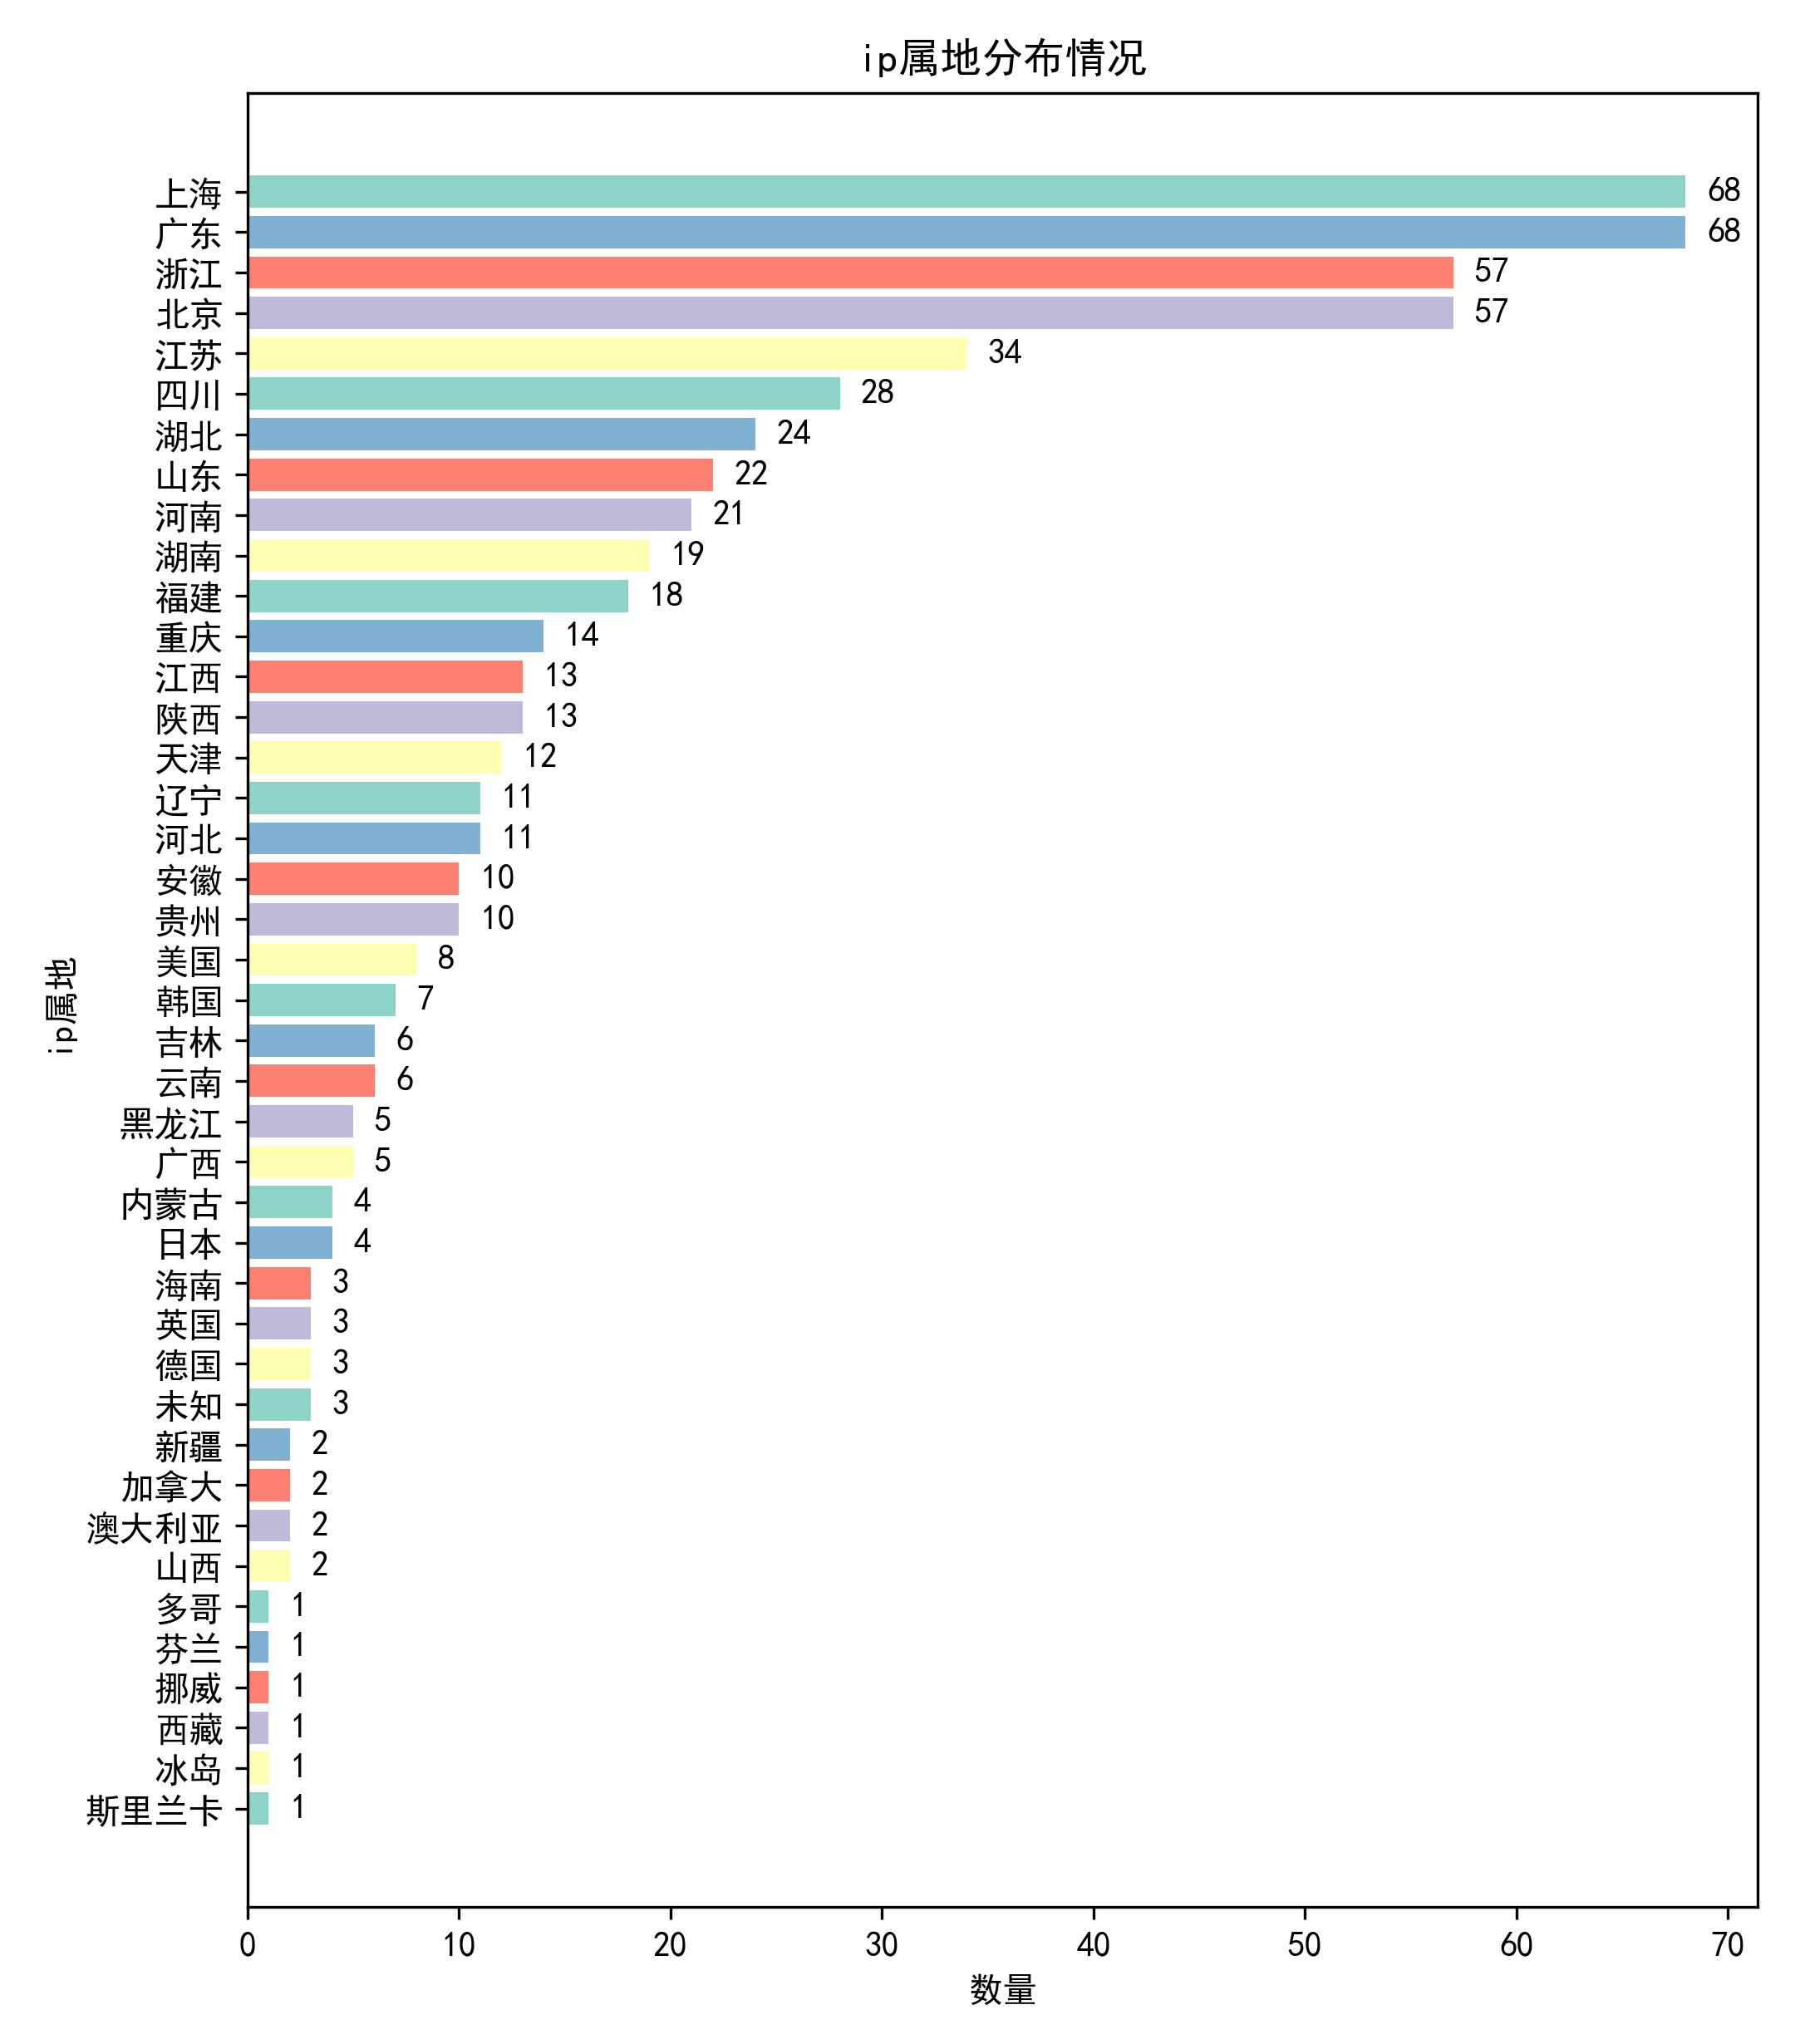 ip属地分布情况
上海 68
广东 68
浙江 57
北京 57
江苏 34
四川 28
湖北 24
山东 22
河南 21
湖南 19
福建 18
重庆 14
江西 13
陕西 13
天津 12
辽宁 11
河北 11
安徽 10
贵州 10
美国 8
韩国 7
吉林 6
云南 6
黑龙江 5
广西 5
内蒙古 4
日本 4
海南 3
英国 3
德国 3
未知 3
新疆 2
加拿大 2
澳大利亚 2
山西 2
多哥 1
芬兰 1
挪威 1
西藏 1
冰岛 1
斯里兰卡 1
ip属地
0 10 20 30 40 50 60 70
数量